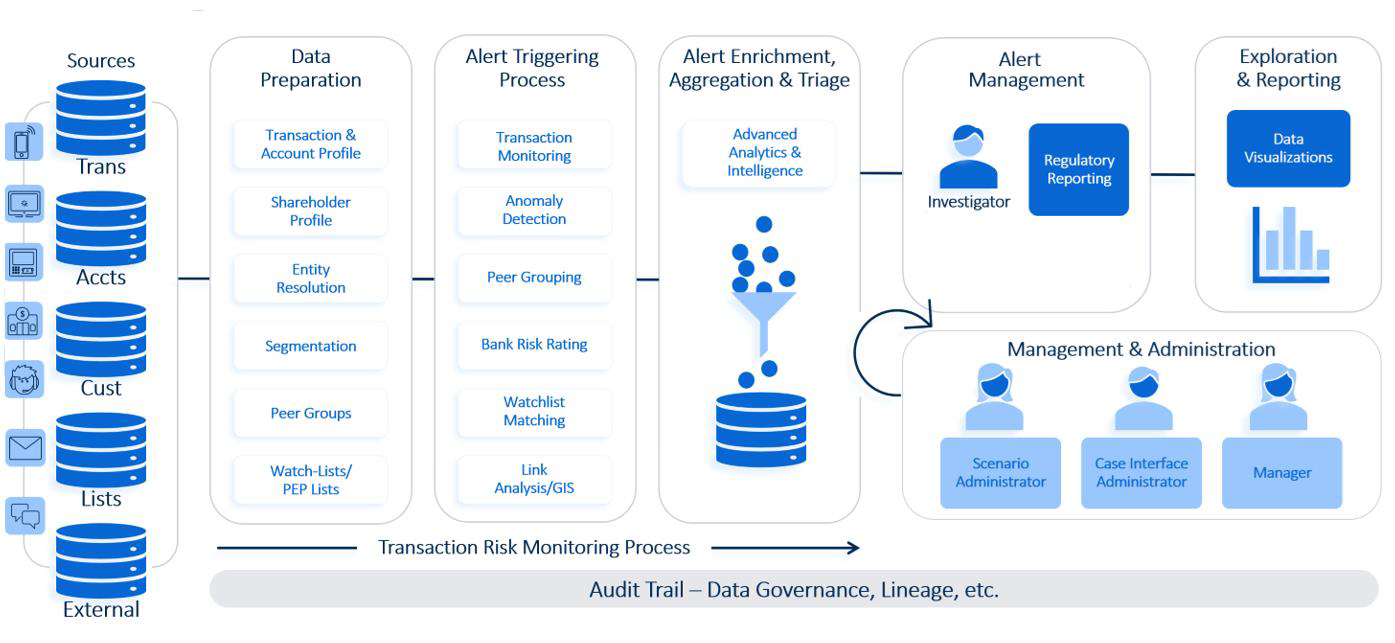 Sources
Trans
Accts
Cust
Lists
External
Data
Preparation
Transaction &
Account Profile
Shareholder
Profile
Entity
Resolution
Segmentation
Peer Groups
Watch-Lists/
PEP Lists
Alert Triggering
Process
Transaction
Monitoring
Anomaly
Detection
Peer Grouping
Bank Risk Rating
Watchlist
Matching
Link
Analysis/GIS
Alert Enrichment,
Aggregation & Triage
Advanced
Analytics &
Intelligence
Alert
Management
Investigator
Regulatory
Reporting
Exploration
& Reporting
Data
Visualizations
Management & Administration
Scenario
Administrator
Case Interface
Administrator
Manager
Transaction Risk Monitoring Process
Audit Trail – Data Governance, Lineage, etc.